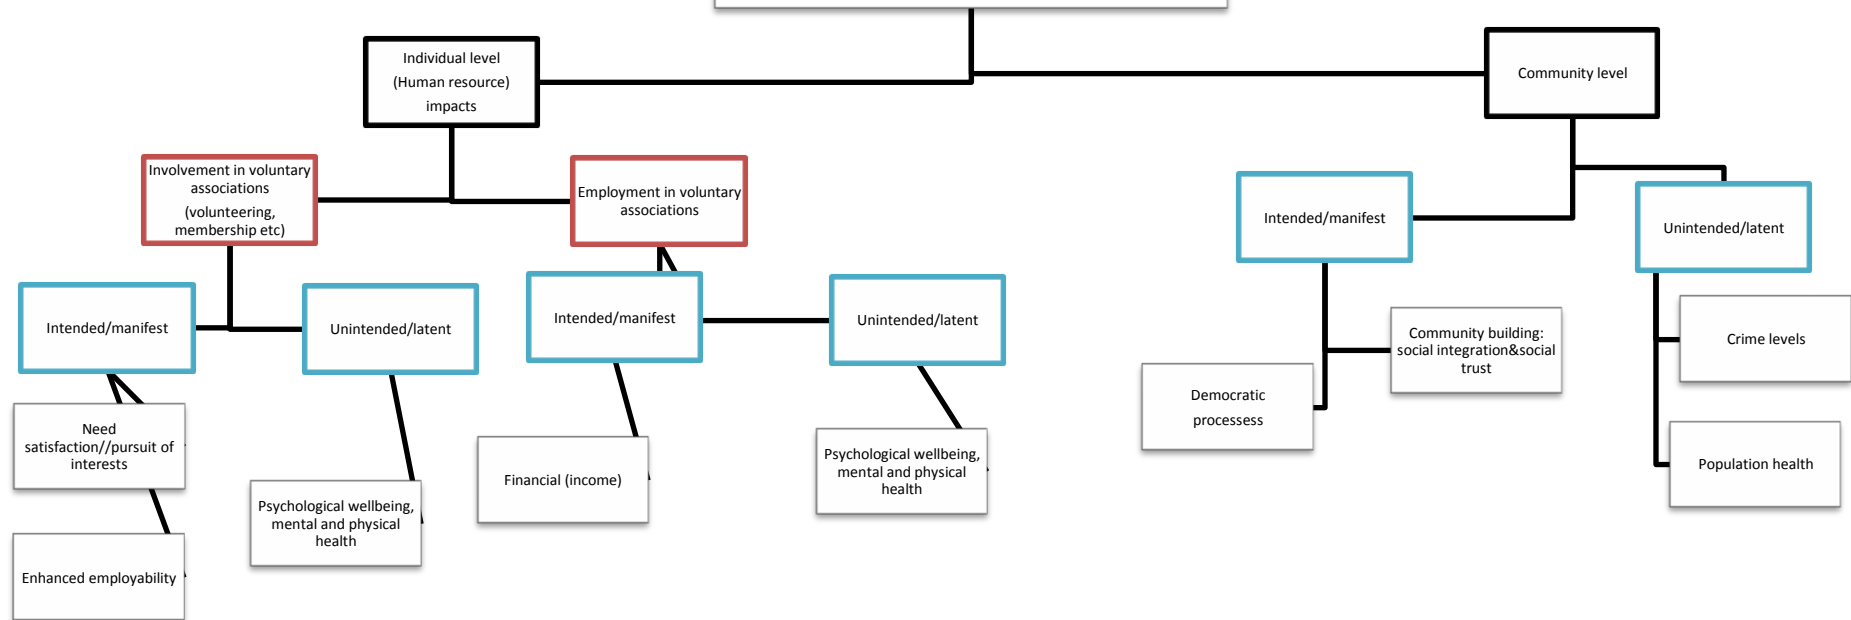 Individual level
(Human resource)
impacts
Community level
Involvement in voluntary
associations
(volunteering,
membership etc)
Employment in voluntary
associations
Intended/manifest
Unintended/latent
Intended/manifest
Unintended/latent
Intended/manifest
Unintended/latent
Need
satisfaction//pursuit of
interests
Enhanced employability
Psychological wellbeing,
mental and physical
health
Financial (income)
Psychological wellbeing,
mental and physical
health
Democratic
processess
Community building:
social integration&social
trust
Crime levels
Population health